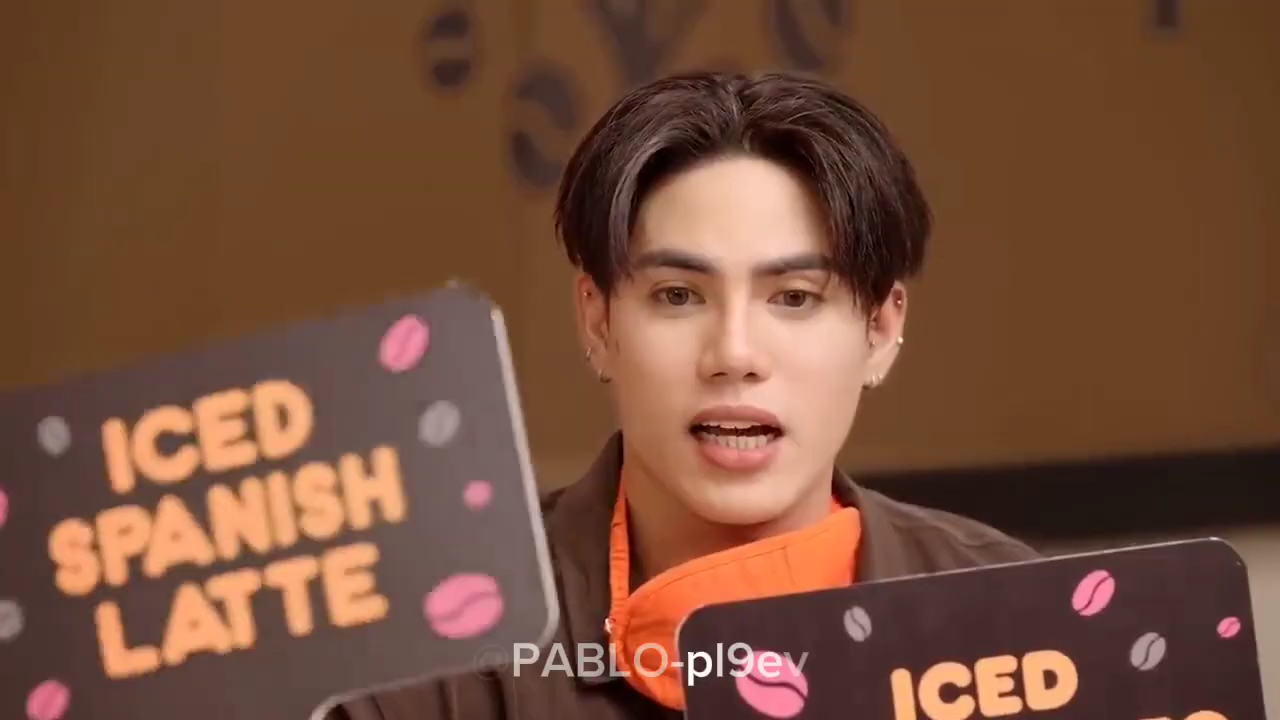 ICED
SPANISH
LATTE
ICED
@PABLO-pl9ev